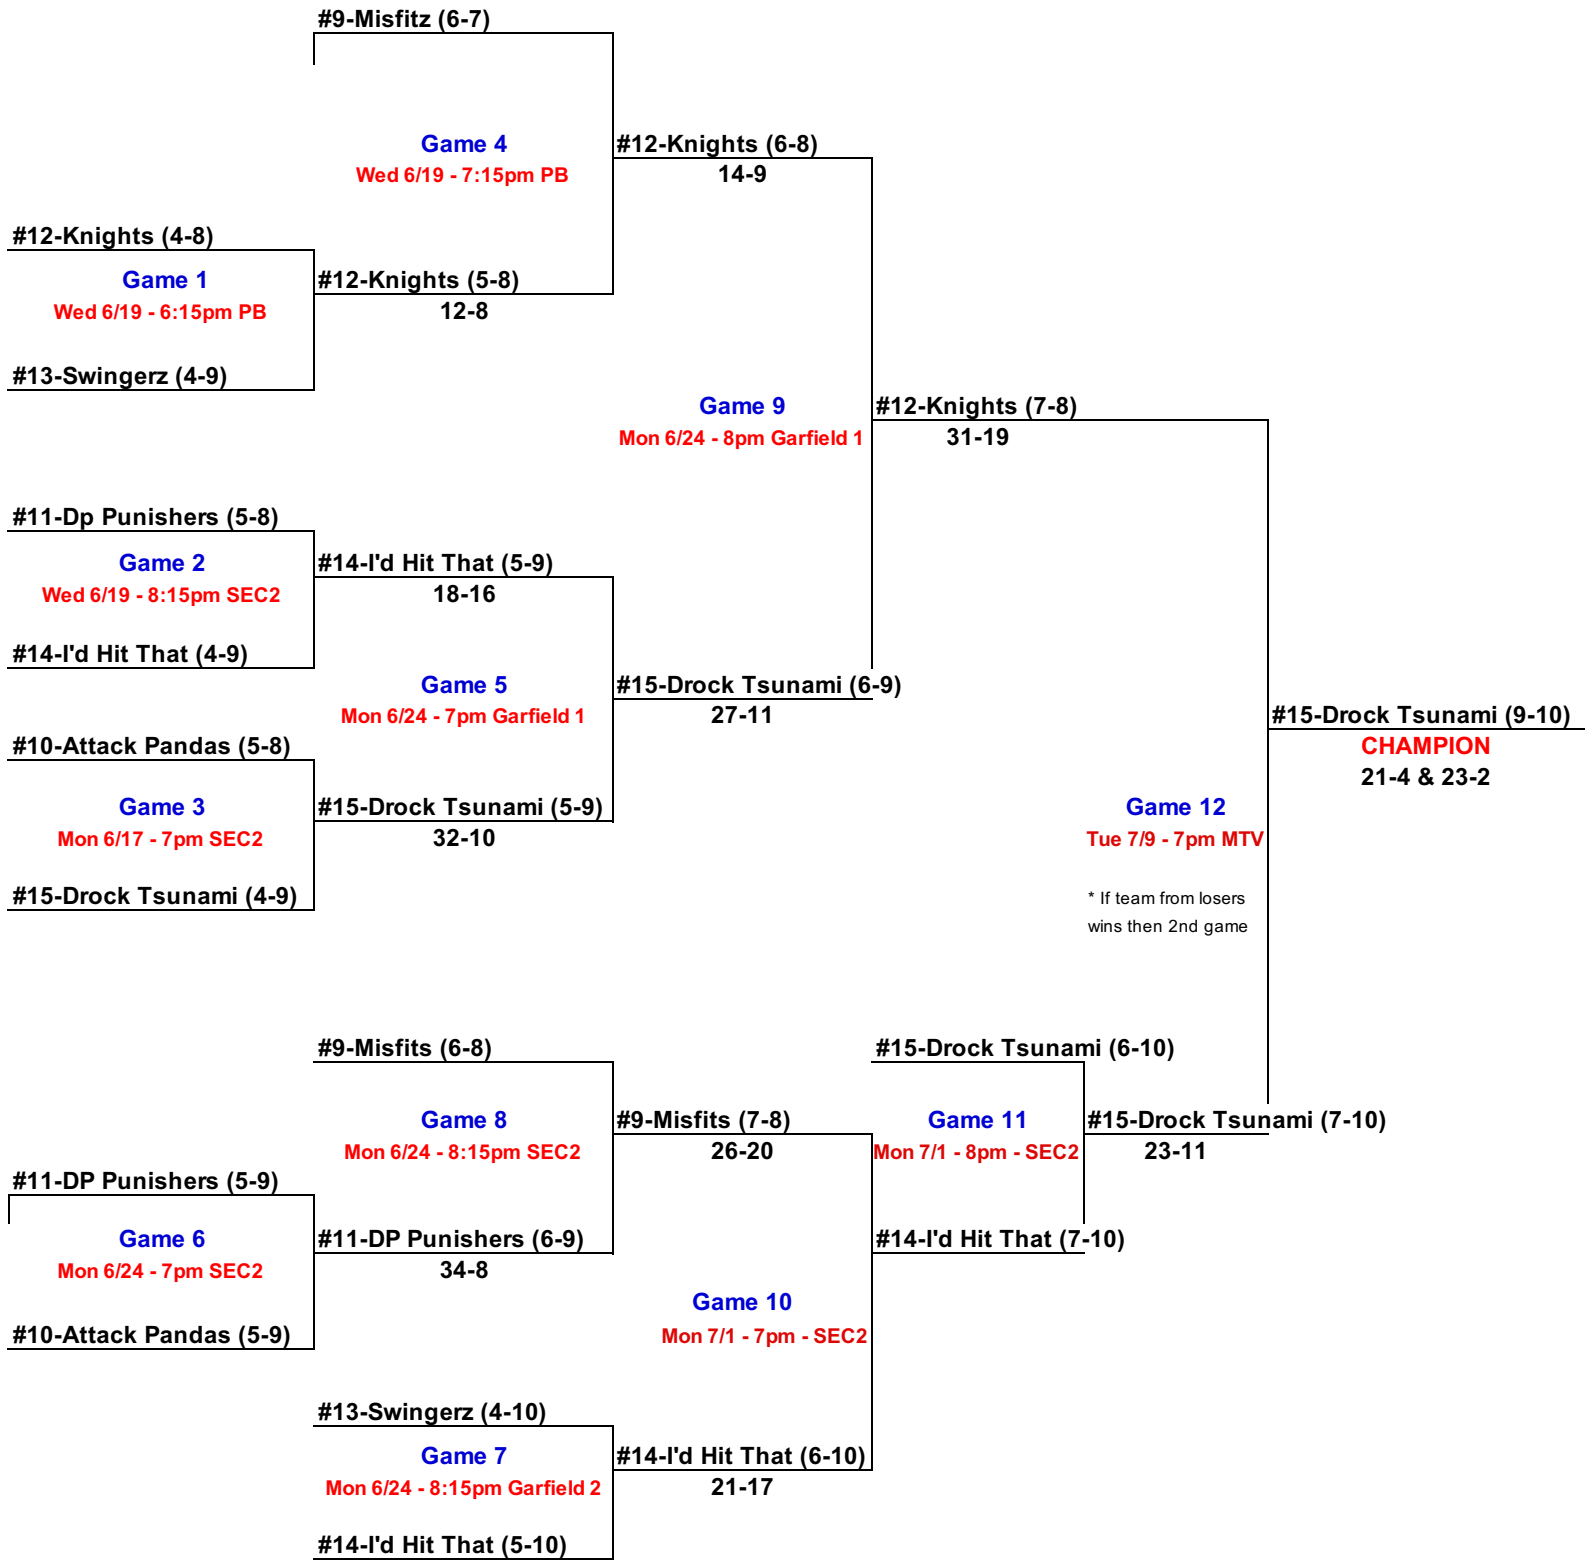 #9-Misfitz (6-7)
Game 4
Wed 6/19 - 7:15pm PB
#12-Knights (6-8)
14-9
#12-Knights (4-8)
Game 1
Wed 6/19 - 6:15pm PB
#12-Knights (5-8)
12-8
#13-Swingerz (4-9)
Game 9
Mon 6/24 - 8pm Garfield 1
#12-Knights (7-8)
31-19
#11-Dp Punishers (5-8)
Game 2
Wed 6/19 - 8:15pm SEC2
#14-I'd Hit That (5-9)
18-16
#14-I'd Hit That (4-9)
Game 5
Mon 6/24 - 7pm Garfield 1
#15-Drock Tsunami (6-9)
27-11
#15-Drock Tsunami (9-10)
CHAMPION
21-4 & 23-2
#10-Attack Pandas (5-8)
Game 3
Mon 6/17 - 7pm SEC2
#15-Drock Tsunami (5-9)
32-10
#15-Drock Tsunami (4-9)
Game 12
Tue 7/9 - 7pm MTV
* If team from losers
wins then 2nd game
#9-Misfits (6-8)
Game 8
Mon 6/24 - 8:15pm SEC2
#9-Misfits (7-8)
26-20
#15-Drock Tsunami (6-10)
Game 11
Mon 7/1 - 8pm - SEC2
#15-Drock Tsunami (7-10)
23-11
#11-DP Punishers (5-9)
Game 6
Mon 6/24 - 7pm SEC2
#11-DP Punishers (6-9)
34-8
#14-I'd Hit That (7-10)
#10-Attack Pandas (5-9)
Game 10
Mon 7/1 - 7pm - SEC2
#13-Swingerz (4-10)
Game 7
Mon 6/24 - 8:15pm Garfield 2
#14-I'd Hit That (6-10)
21-17
#14-I'd Hit That (5-10)